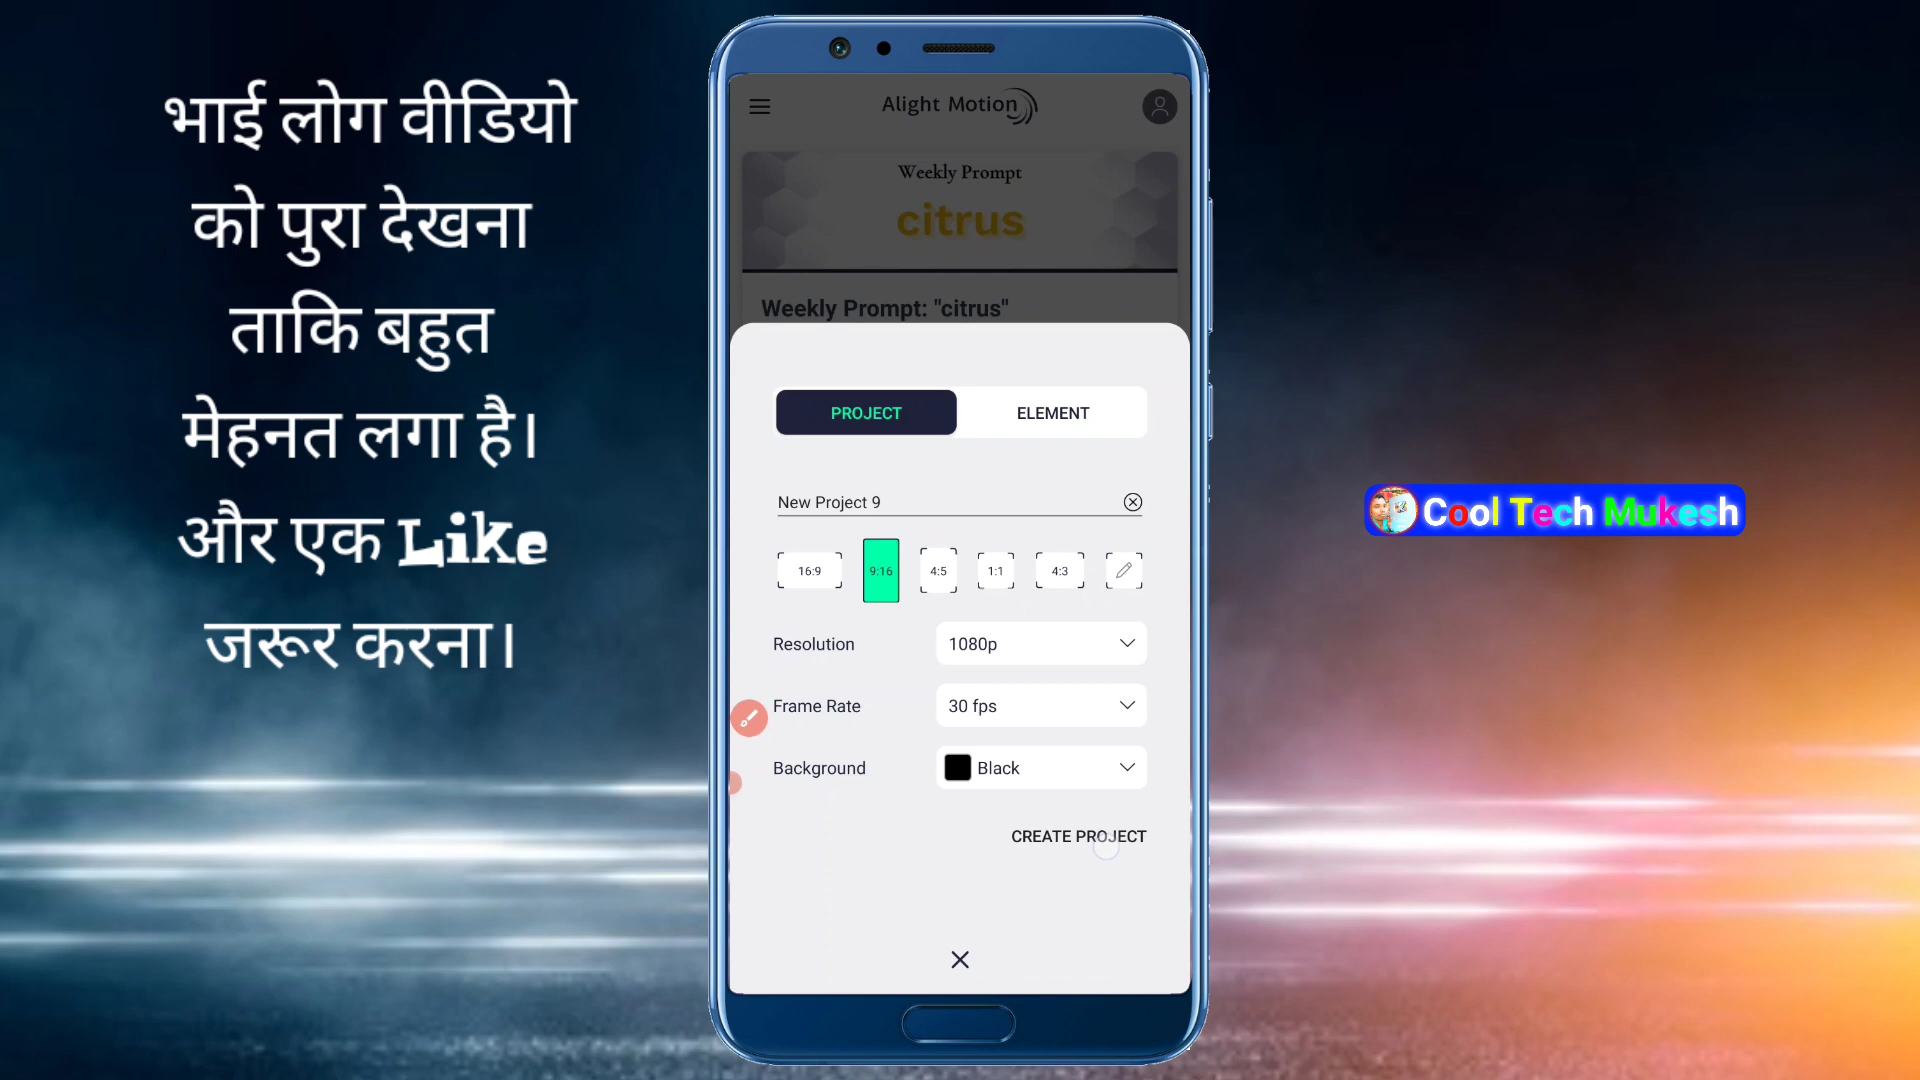 भाई लोग वीडियो
को पुरा देखना
ताकि बहुत
मेहनत लगा है।
और एक Like
जरूर करना।
Alight Motion
Weekly Prompt
citrus
Weekly Prompt: "citrus"
PROJECT ELEMENT
New Project 9
16:9 9:16 4:5 1:1 4:3
Resolution 1080p
Frame Rate 30 fps
Background Black
CREATE PROJECT
Cool Tech Mukesh